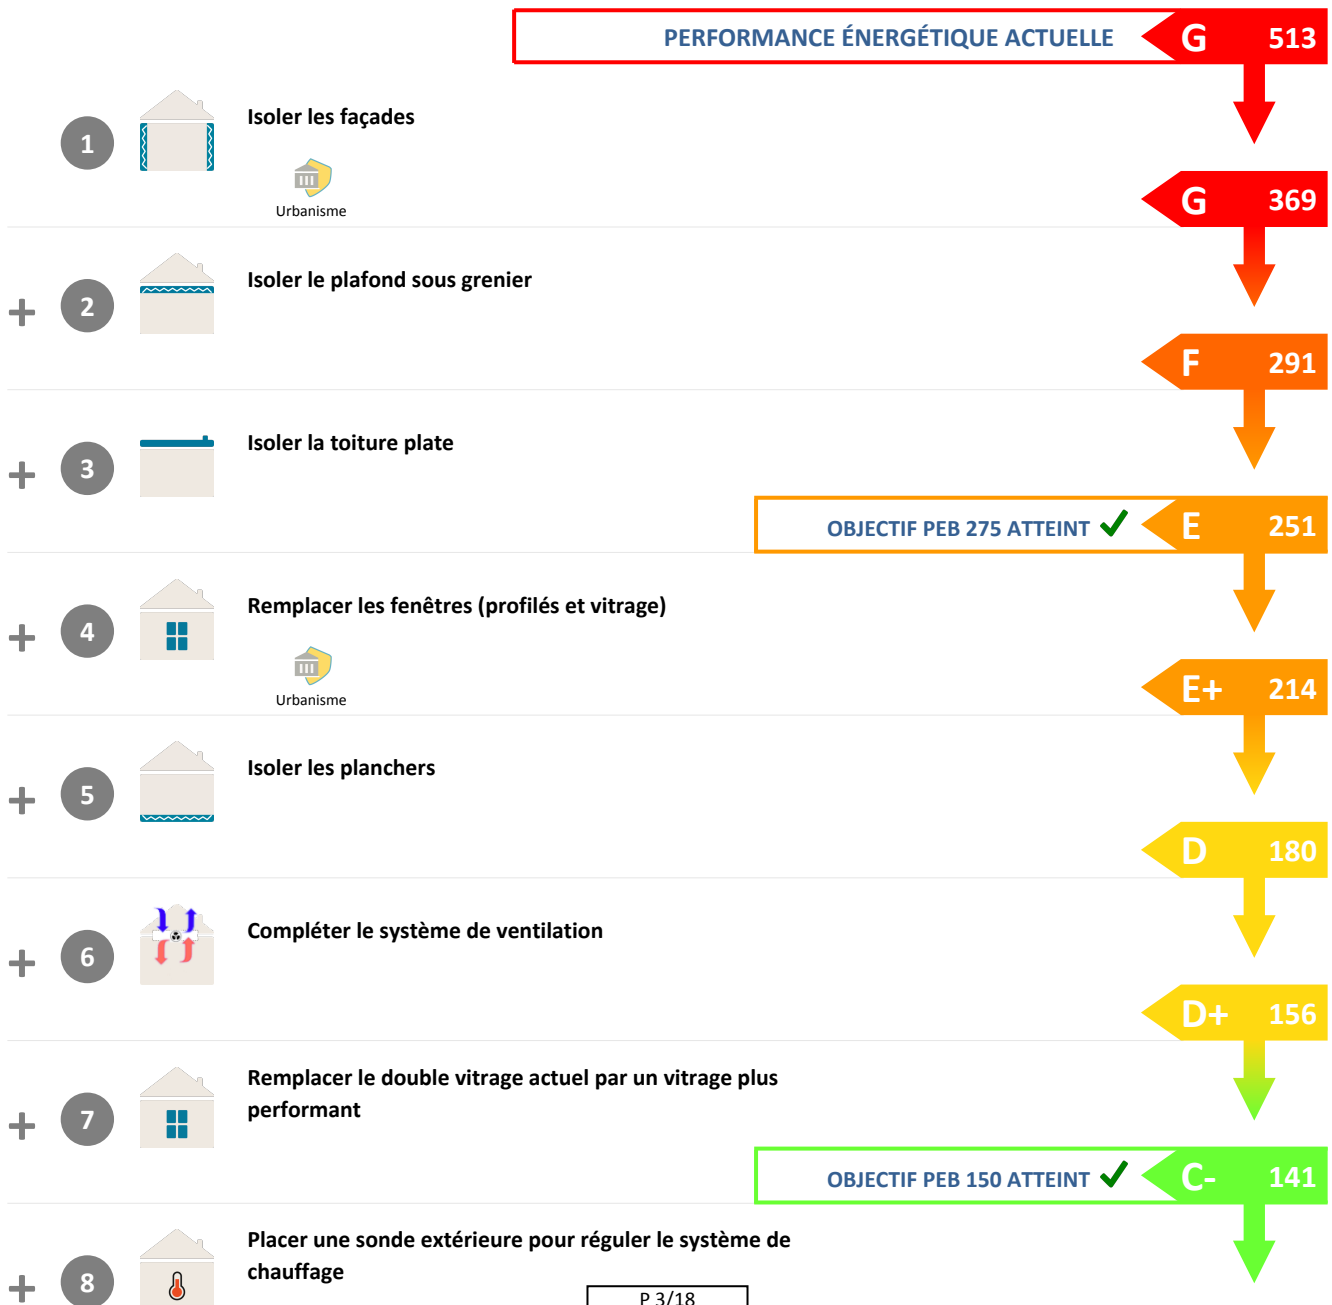 PERFORMANCE ÉNERGÉTIQUE ACTUELLE G 513
1 Isoler les façades
Urbanisme
G 369
+ 2 Isoler le plafond sous grenier
F 291
+ 3 Isoler la toiture plate
OBJECTIF PEB 275 ATTEINT E 251
+ 4 Remplacer les fenêtres (profilés et vitrage)
Urbanisme
E+ 214
+ 5 Isoler les planchers
D 180
+ 6 Compléter le système de ventilation
D+ 156
+ 7 Remplacer le double vitrage actuel par un vitrage plus
performant
OBJECTIF PEB 150 ATTEINT C- 141
+ 8 Placer une sonde extérieure pour réguler le système de
chauffage
P 3/18